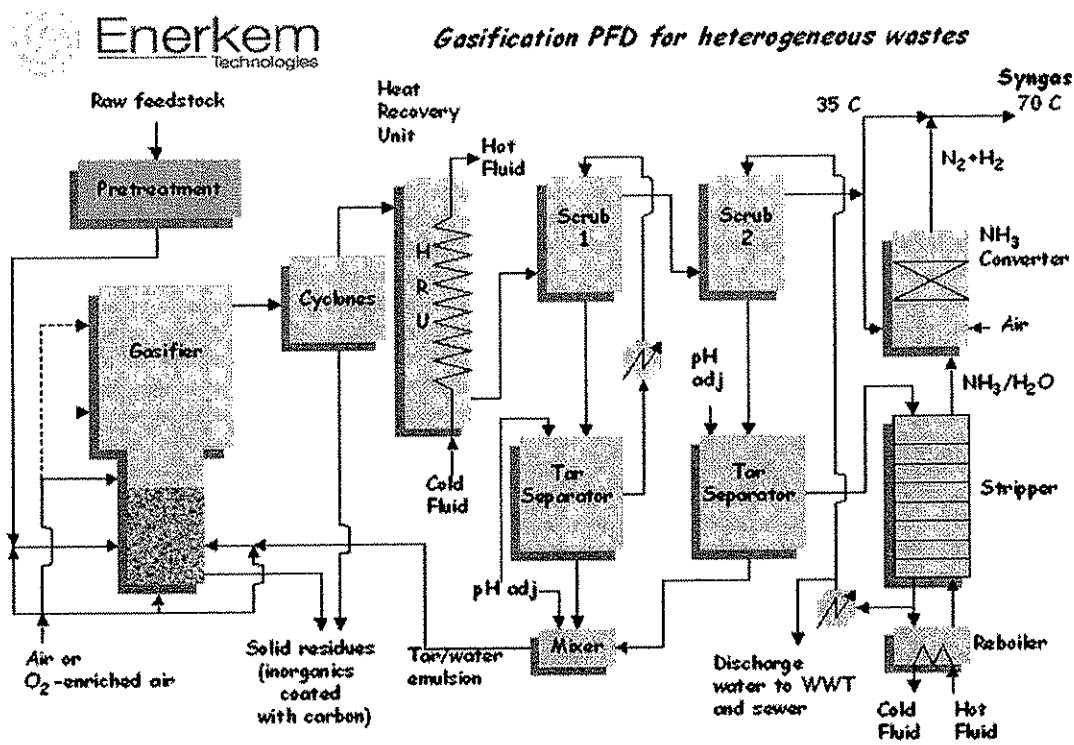 Enerkem
Technologies
Gasification PFD for heterogeneous wastes
Raw feedstock
Pretreatment
Heat
Recovery
Unit
Hot
Fluid
35 C
Syngas
70 C
N₂+H₂
Scrub
1
Scrub
2
NH₃
Converter
Air
NH₃/H₂O
Cyclones
H
R
U
Gasifier
pH
adj
Cold
Fluid
Tar
Separator
Tar
Separator
Stripper
pH adj
Mixer
Reboiler
Air or
O₂-enriched air
Solid residues
(inorganics
coated
with carbon)
Tar/water
emulsion
Discharge
water to WWT
and sewer
Cold
Fluid
Hot
Fluid